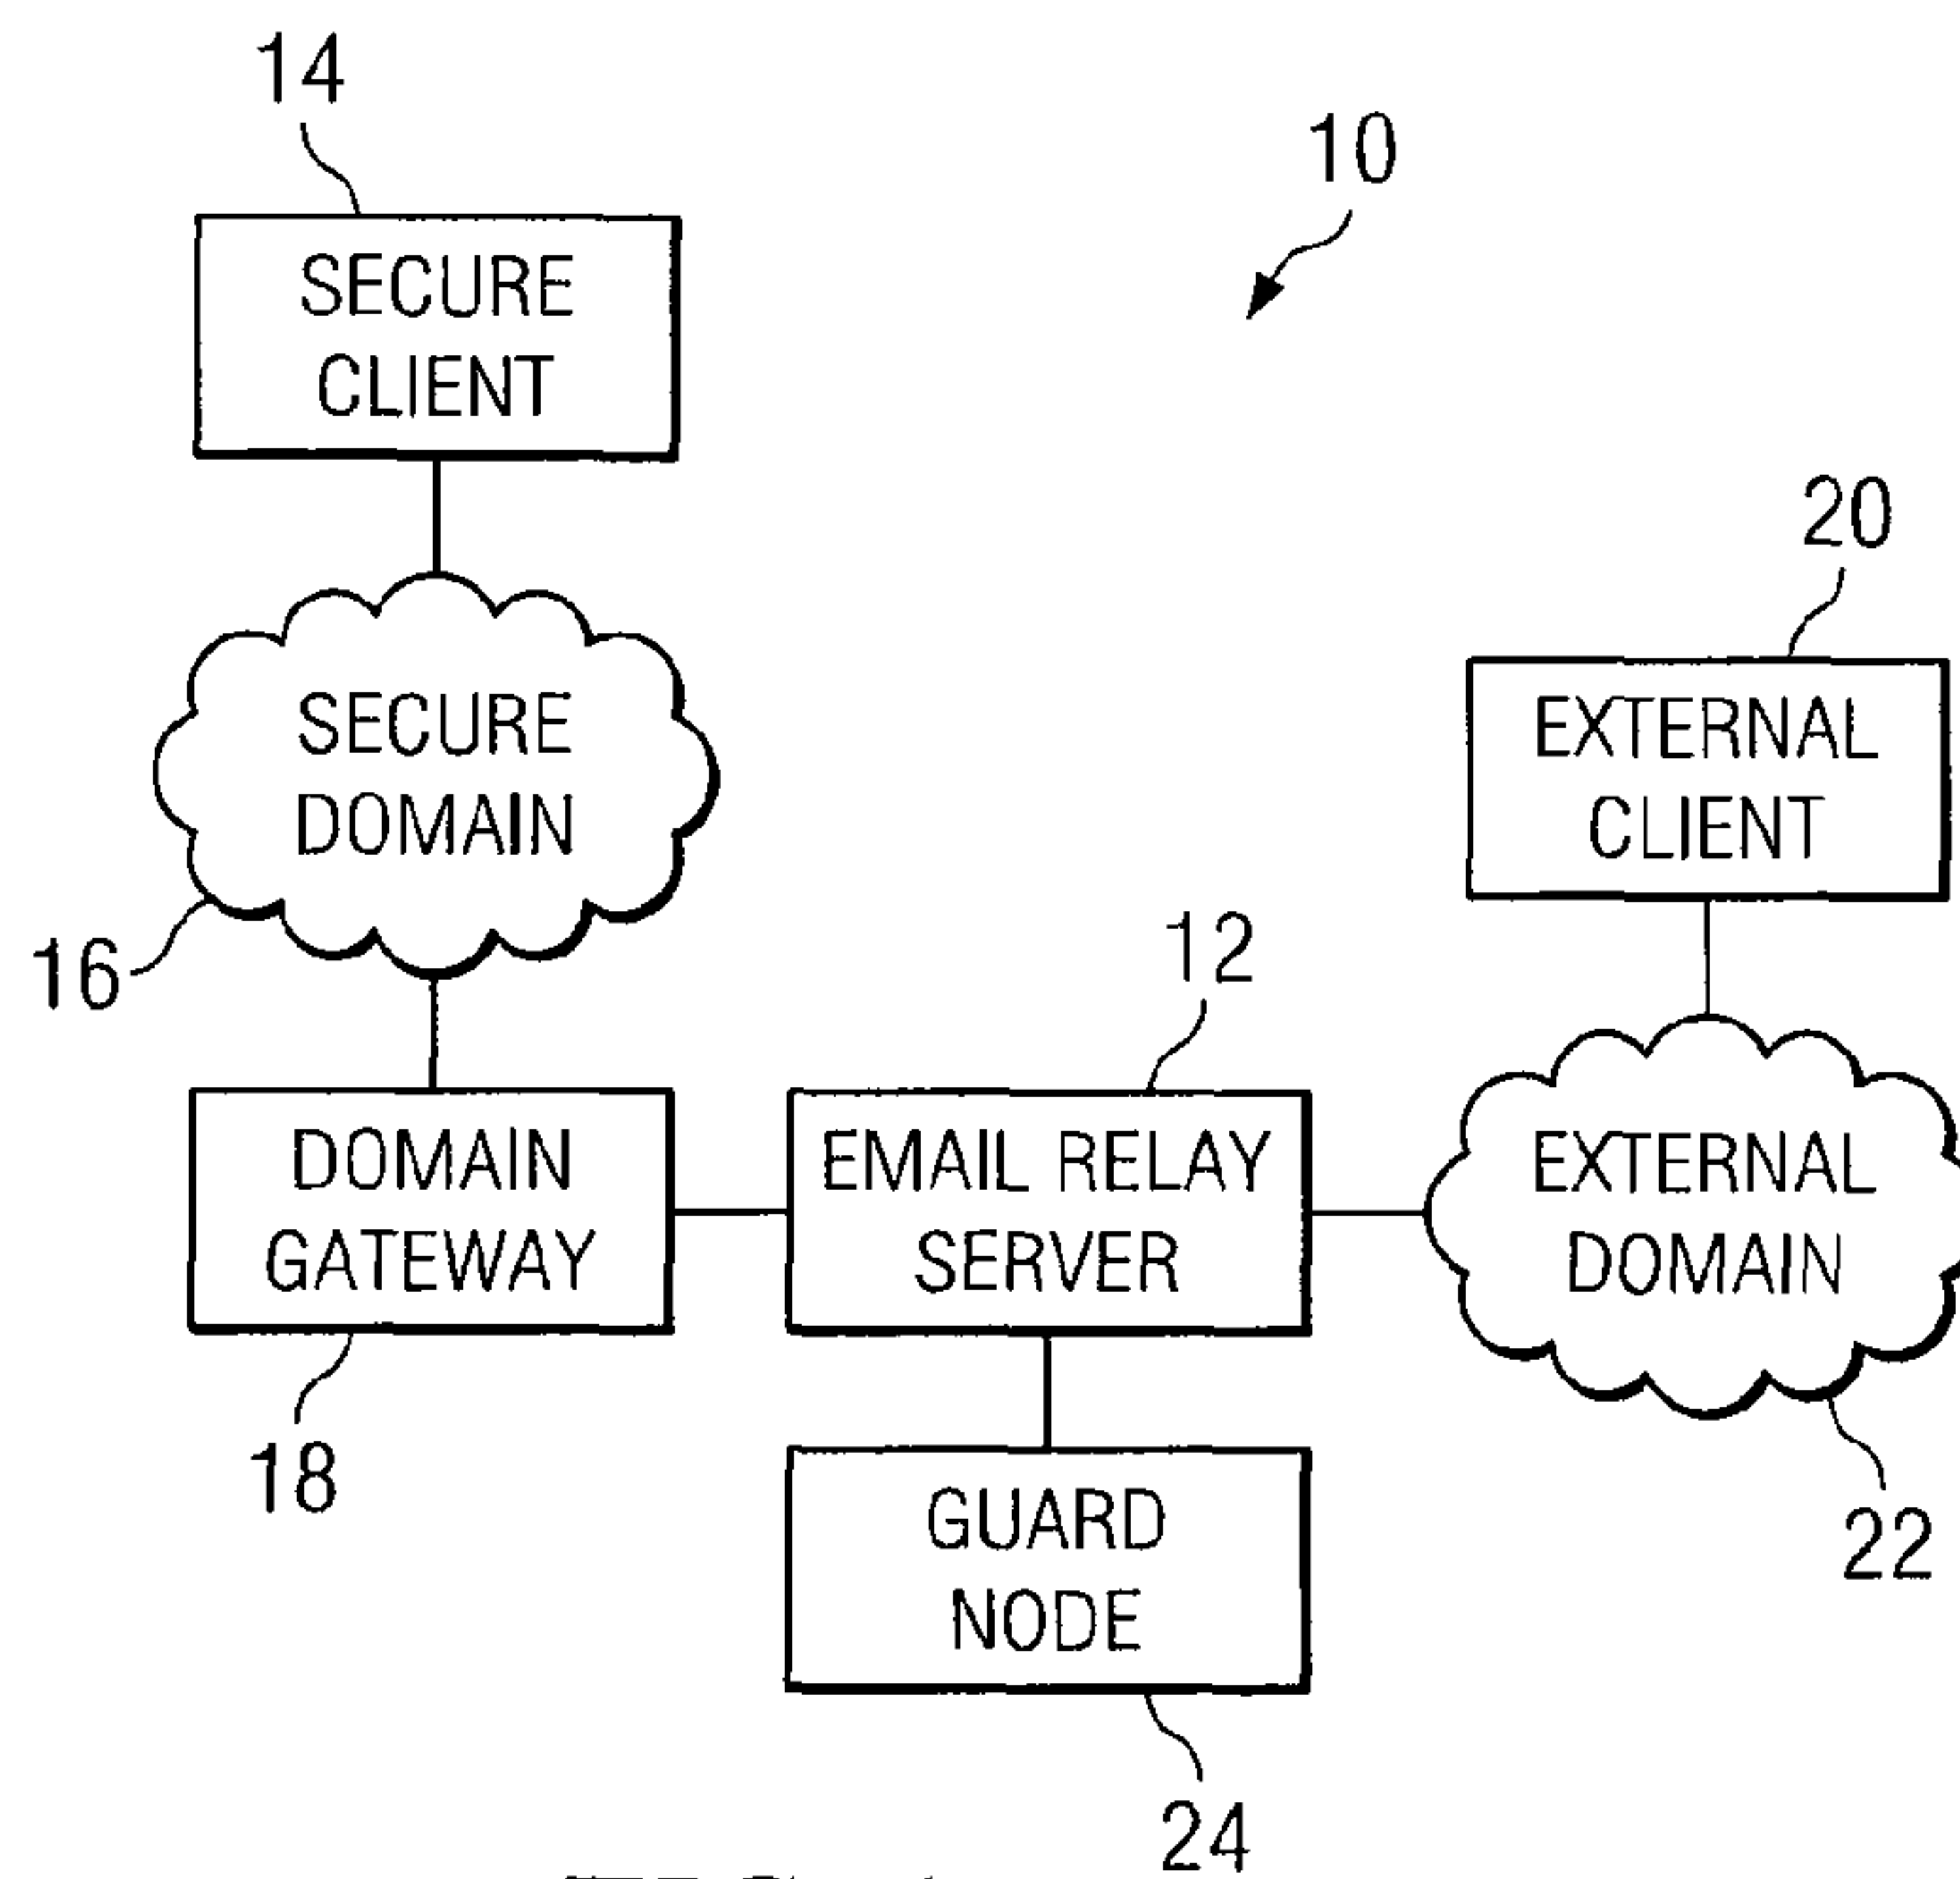 14
10
SECURE
CLIENT
20
SECURE
DOMAIN
EXTERNAL
CLIENT
16
12
DOMAIN
GATEWAY
EMAIL RELAY
SERVER
EXTERNAL
DOMAIN
18
GUARD
NODE
22
24